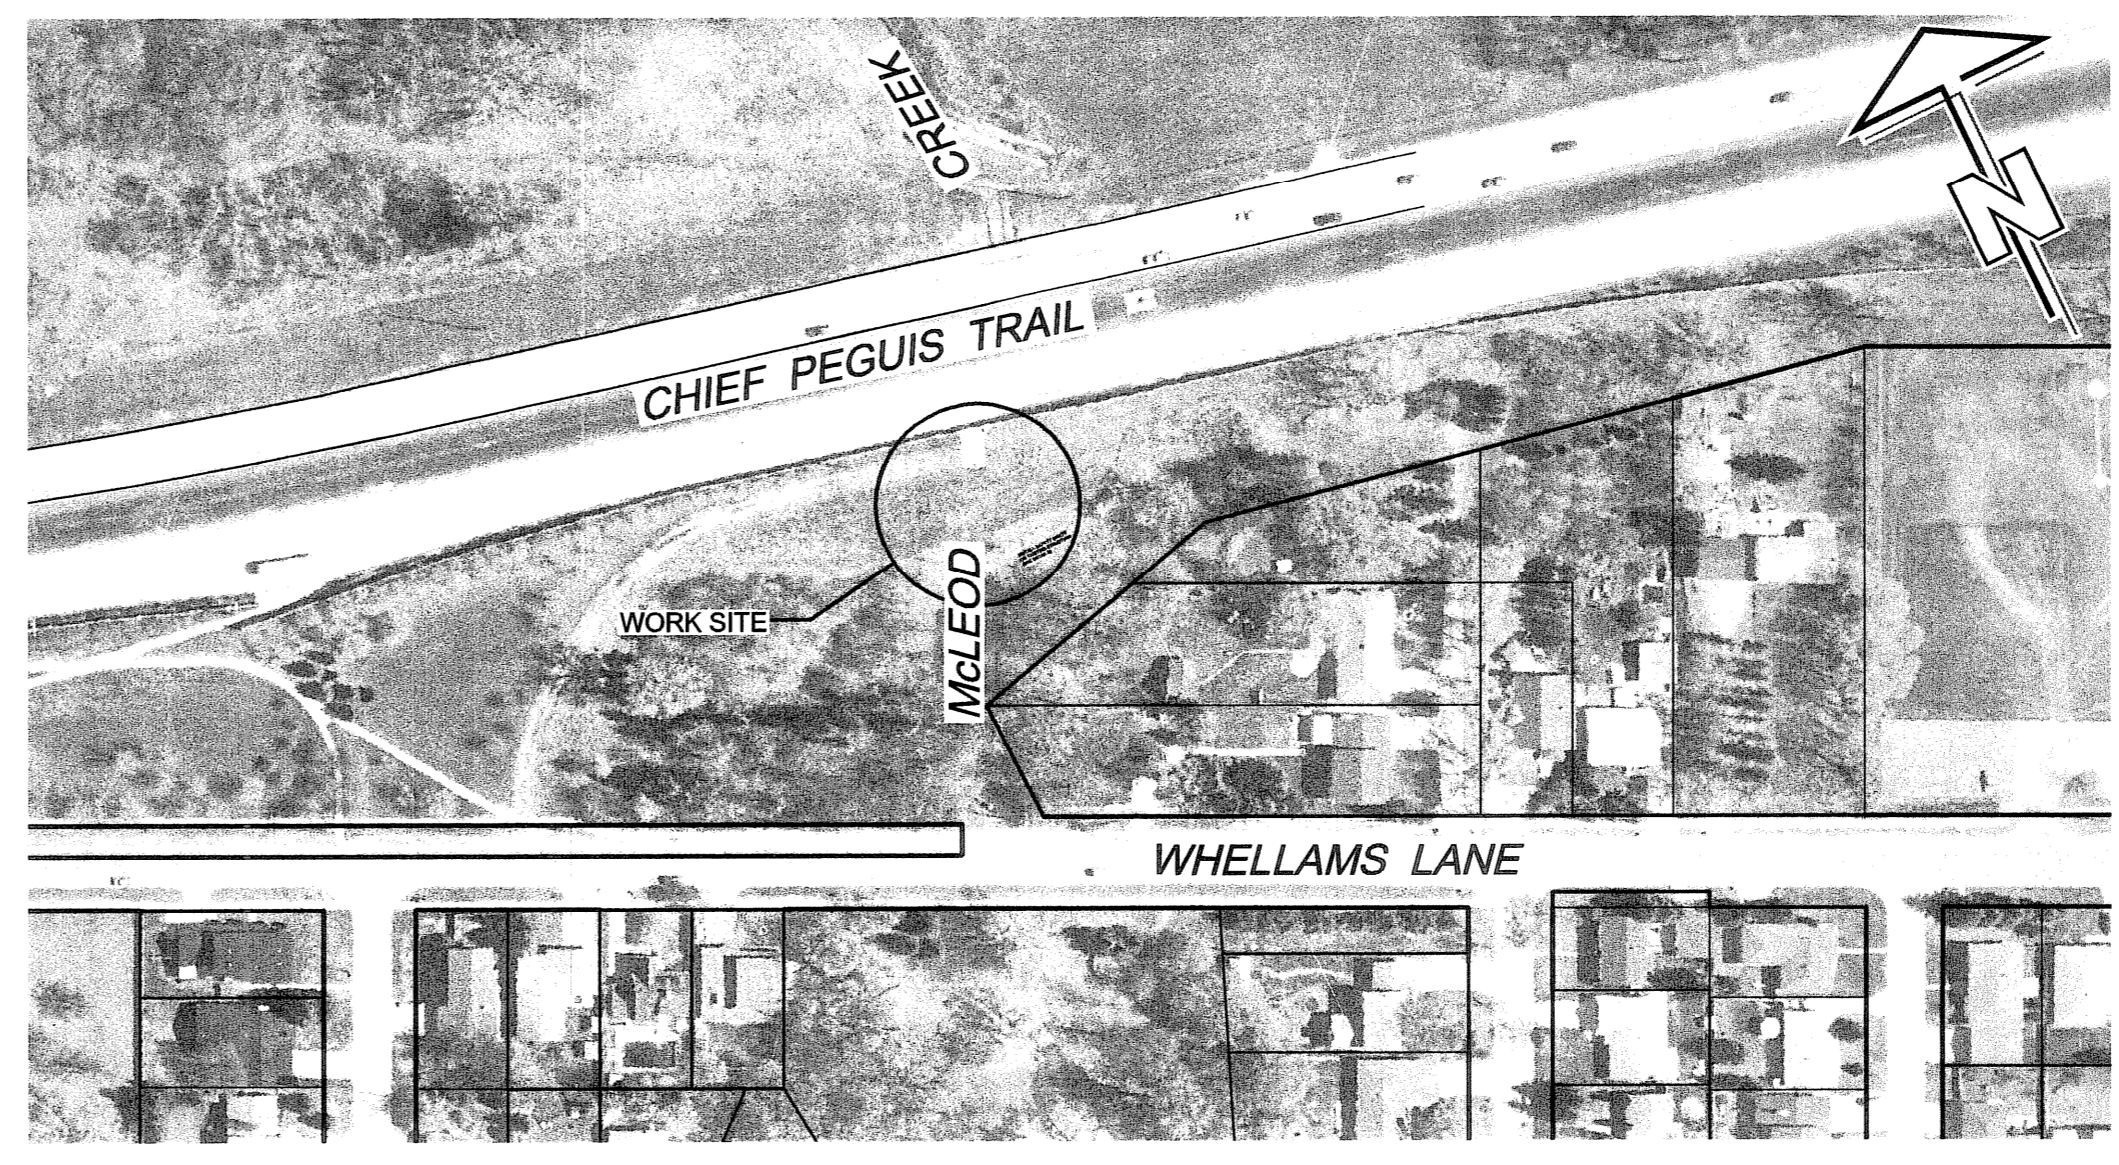 CREEK
N
CHIEF PEGUIS TRAIL
WORK SITE
McLEOD
WHELLAMS LANE